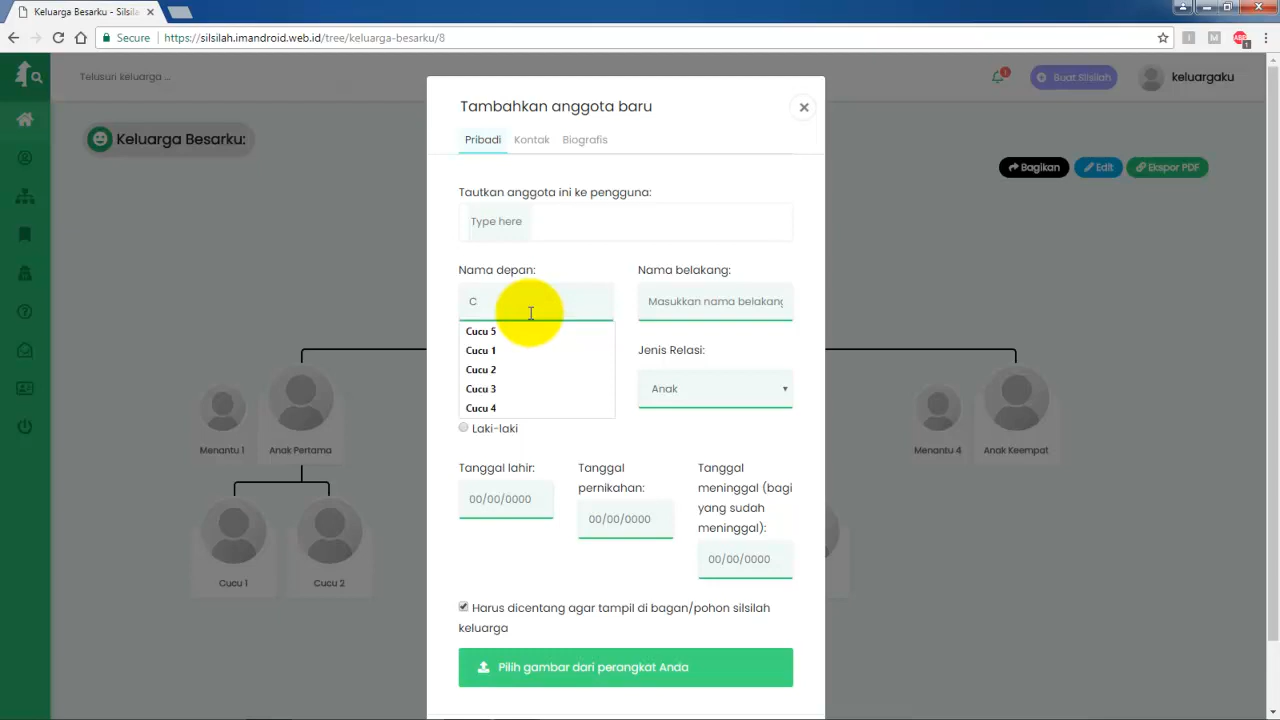 Keluarga Besarku - Silsila
Secure
https://silsilah.imandroid.web.id/tree/keluarga-besarku/8
ABP
1
Telusuri keluarga ...
Buat Silsilah
keluargaku
Keluarga Besarku:
Bagikan
Edit
Ekspor PDF
Tambahkan anggota baru
Pribadi
Kontak
Biografis
Tautkan anggota ini ke pengguna:
Type here
Nama depan:
Nama belakang:
C
Masukkan nama belakang
Cucu 5
Cucu 1
Cucu 2
Cucu 3
Cucu 4
Jenis Relasi:
Anak
Laki-laki
Tanggal lahir:
00/00/0000
Tanggal
pernikahan:
00/00/0000
Tanggal
meninggal (bagi
yang sudah
meninggal):
00/00/0000
Harus dicentang agar tampil di bagan/pohon silsilah
keluarga
Pilih gambar dari perangkat Anda
Menantu 1
Anak Pertama
Menantu 4
Anak Keempat
Cucu 1
Cucu 2